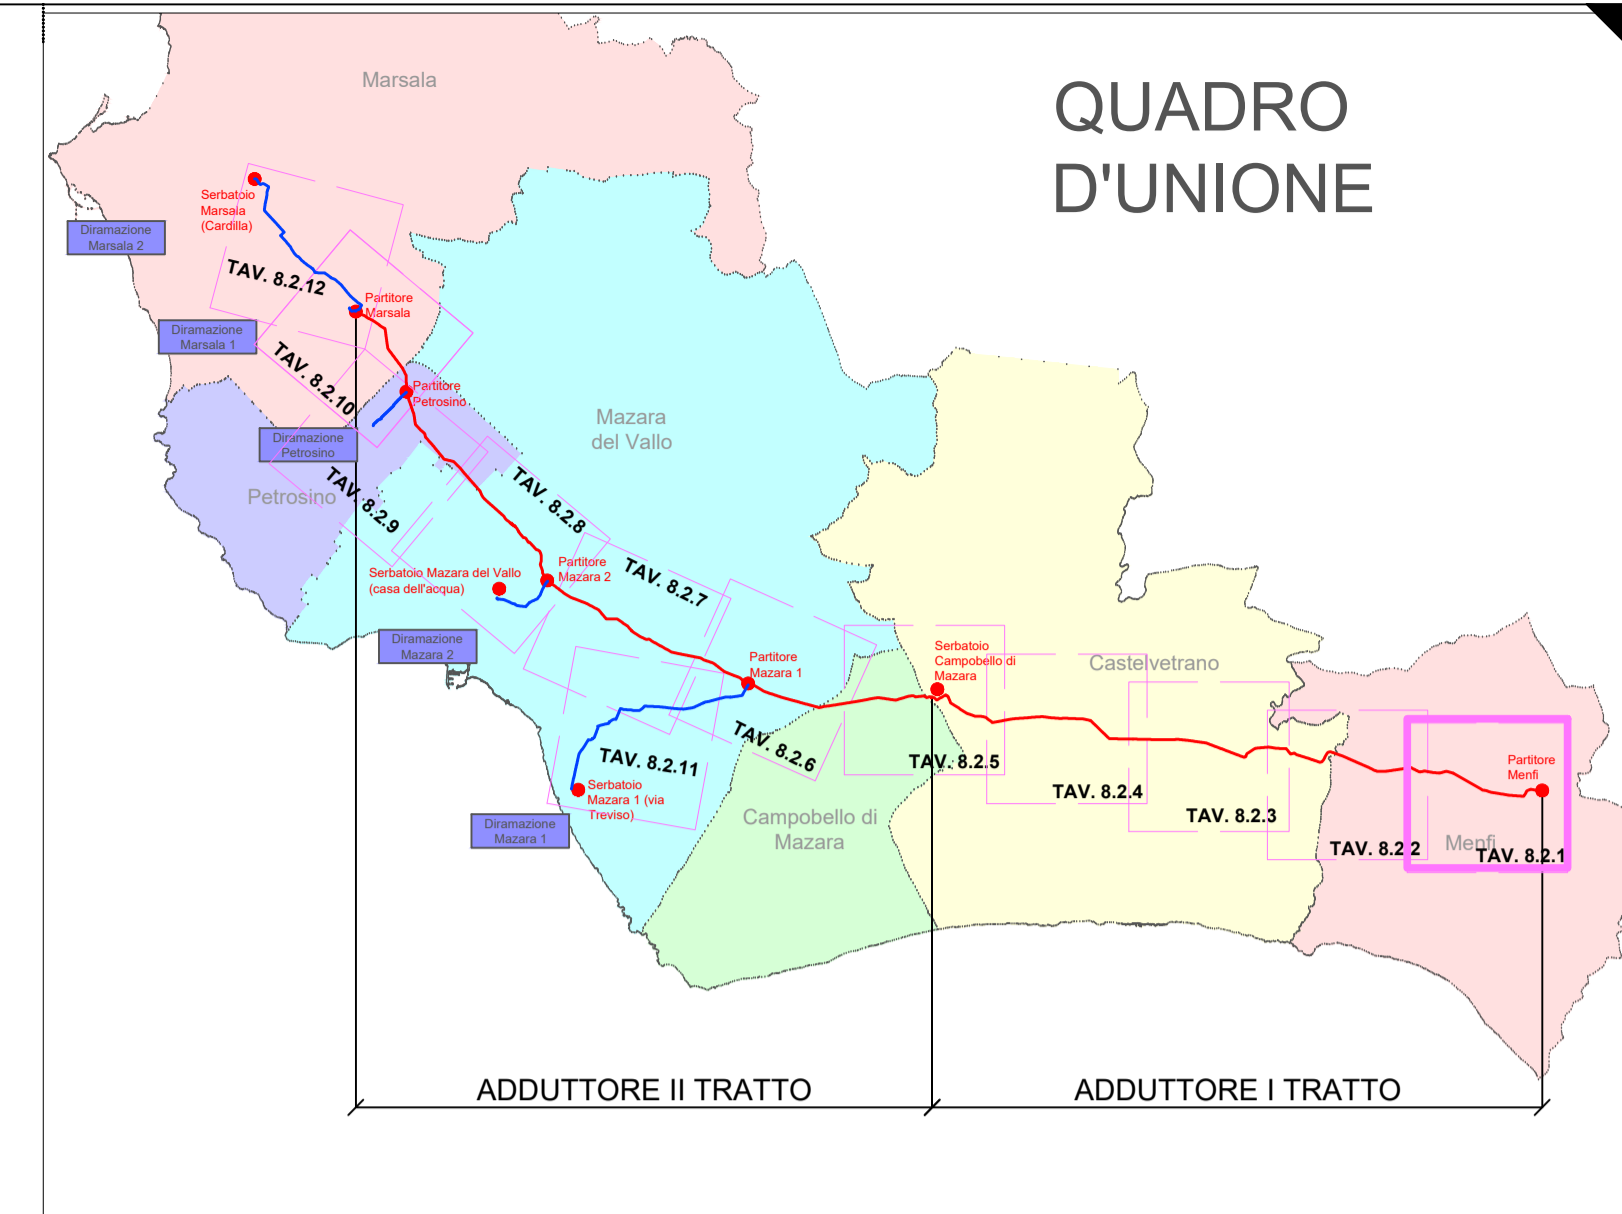 QUADRO
D'UNIONE
Marsala
Serbatoio
Marsala
(Cardilla)
Diramazione
Marsala 2
TAV. 8.2.12
Partitore
Marsala
Diramazione
Marsala 1
TAV. 8.2.10
Partitore
Petrosino
Mazara
del Vallo
Diramazione
Petrosino
Petrosino
TAV. 8.2.9
TAV. 8.2.8
Partitore
Mazara 2
Serbatoio Mazara del Vallo
(casa dell'acqua)
TAV. 8.2.7
Diramazione
Mazara 2
Partitore
Mazara 1
Serbatoio
Campobello di
Mazara
Castelvetrano
TAV. 8.2.6
TAV. 8.2.11
TAV. 8.2.5
TAV. 8.2.4
TAV. 8.2.3
Partitore
Menfi
Serbatoio
Mazara 1 (via
Treviso)
Diramazione
Mazara 1
Campobello di
Mazara
TAV. 8.2.2
Menfi
TAV. 8.2.1
ADDUTTORE II TRATTO
ADDUTTORE I TRATTO